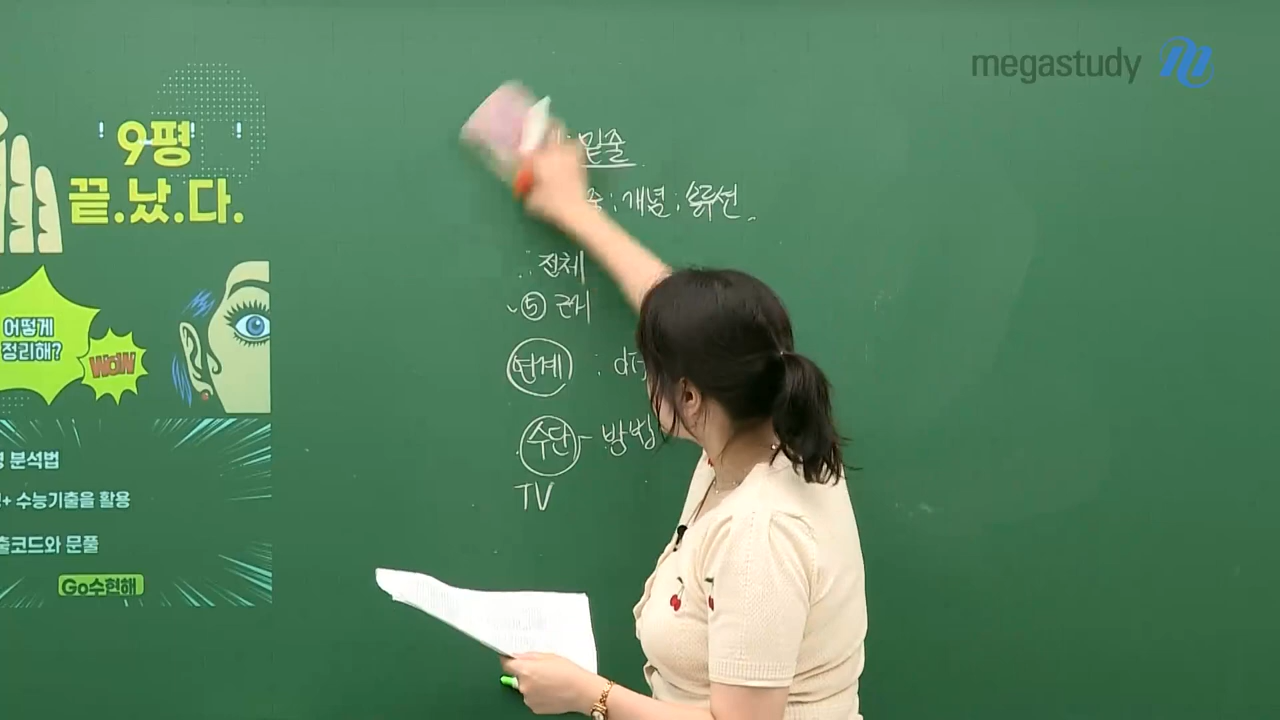 megastudy
9평
끝.났.다.
어떻게
정리해?
WOW
분석법
+ 수능기출을 활용
출코드와 문풀
Go수현해
밑줄
: 개념 :
∴ 전체
⑤ 근거
단계 :
수단 - 방법
TV